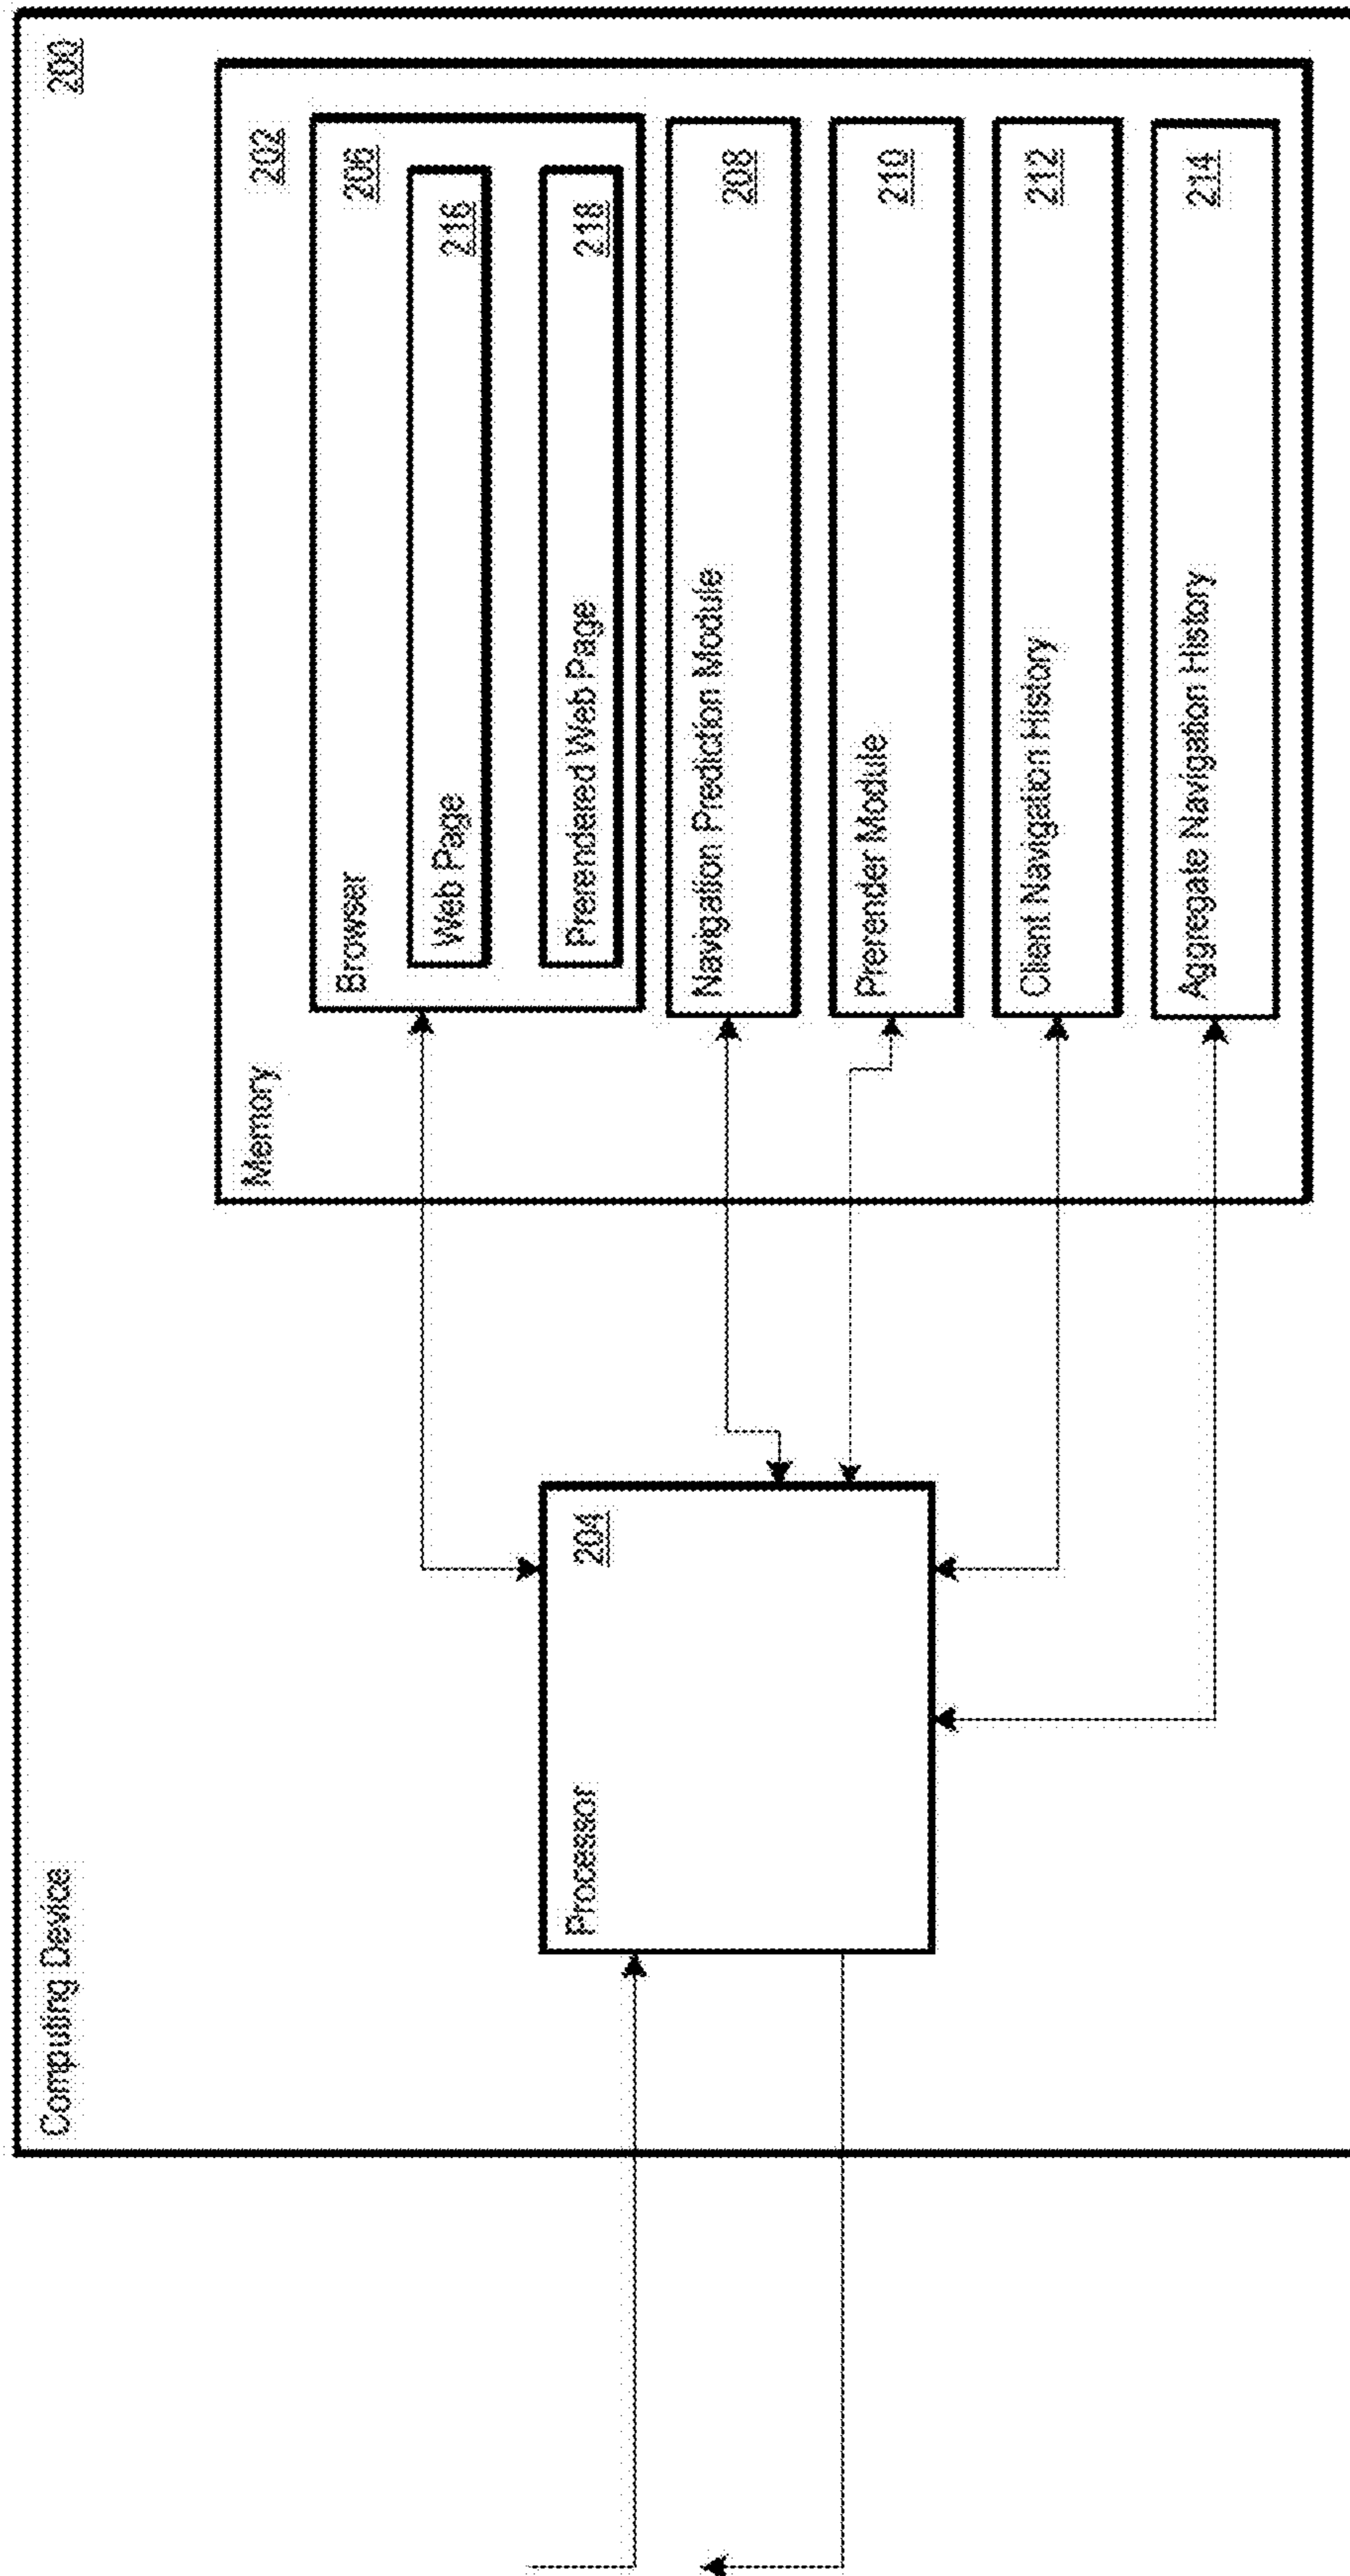 Computing Device 200
Memory 202
Browser 206
Web Page 216
Prerendered Web Page 218
Processor 204
Navigation Prediction Module 208
Prerender Module 210
Client Navigation History 212
Aggregate Navigation History 214